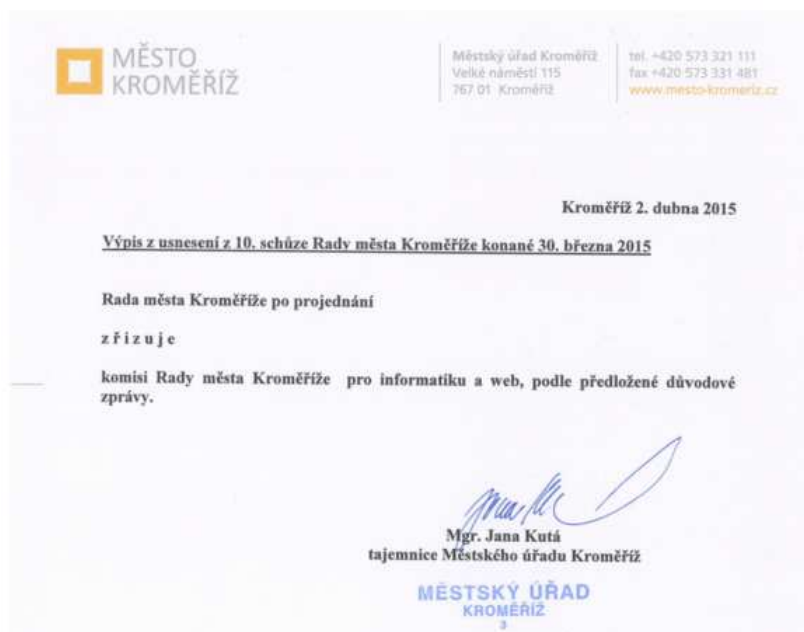 MĚSTO
KROMĚŘÍŽ
Městský úřad Kroměříž
Velké náměstí 115
767 01 Kroměříž
tel. +420 573 321 111
fax +420 573 331 481
www.mesto-kromeriz.cz
Kroměříž 2. dubna 2015
Výpis z usnesení z 10. schůze Rady města Kroměříže konané 30. března 2015
Rada města Kroměříže po projednání
z ř i z u j e
komisi Rady města Kroměříže pro informatiku a web, podle předložené důvodové
zprávy.
Mgr. Jana Kutá
tajemnice Městského úřadu Kroměříž
MĚSTSKÝ ÚŘAD
KROMĚŘÍŽ
3